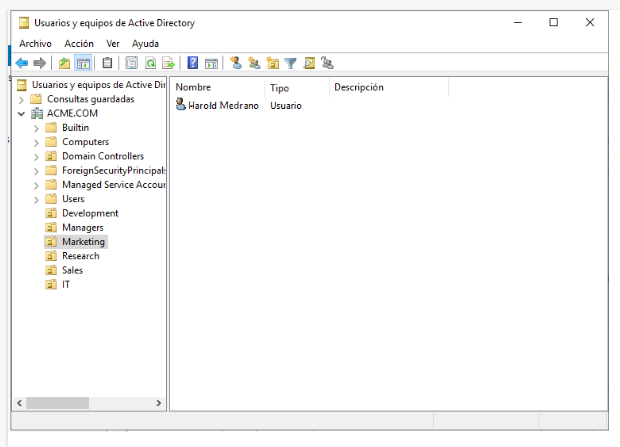 Usuarios y equipos de Active Directory
Archivo Acción Ver Ayuda
Usuarios y equipos de Active Dir
Consultas guardadas
ACME.COM
Builtin
Computers
Domain Controllers
ForeignSecurityPrincipals
Managed Service Accour
Users
Development
Managers
Marketing
Research
Sales
IT
Nombre Tipo Descripción
Harold Medrano Usuario